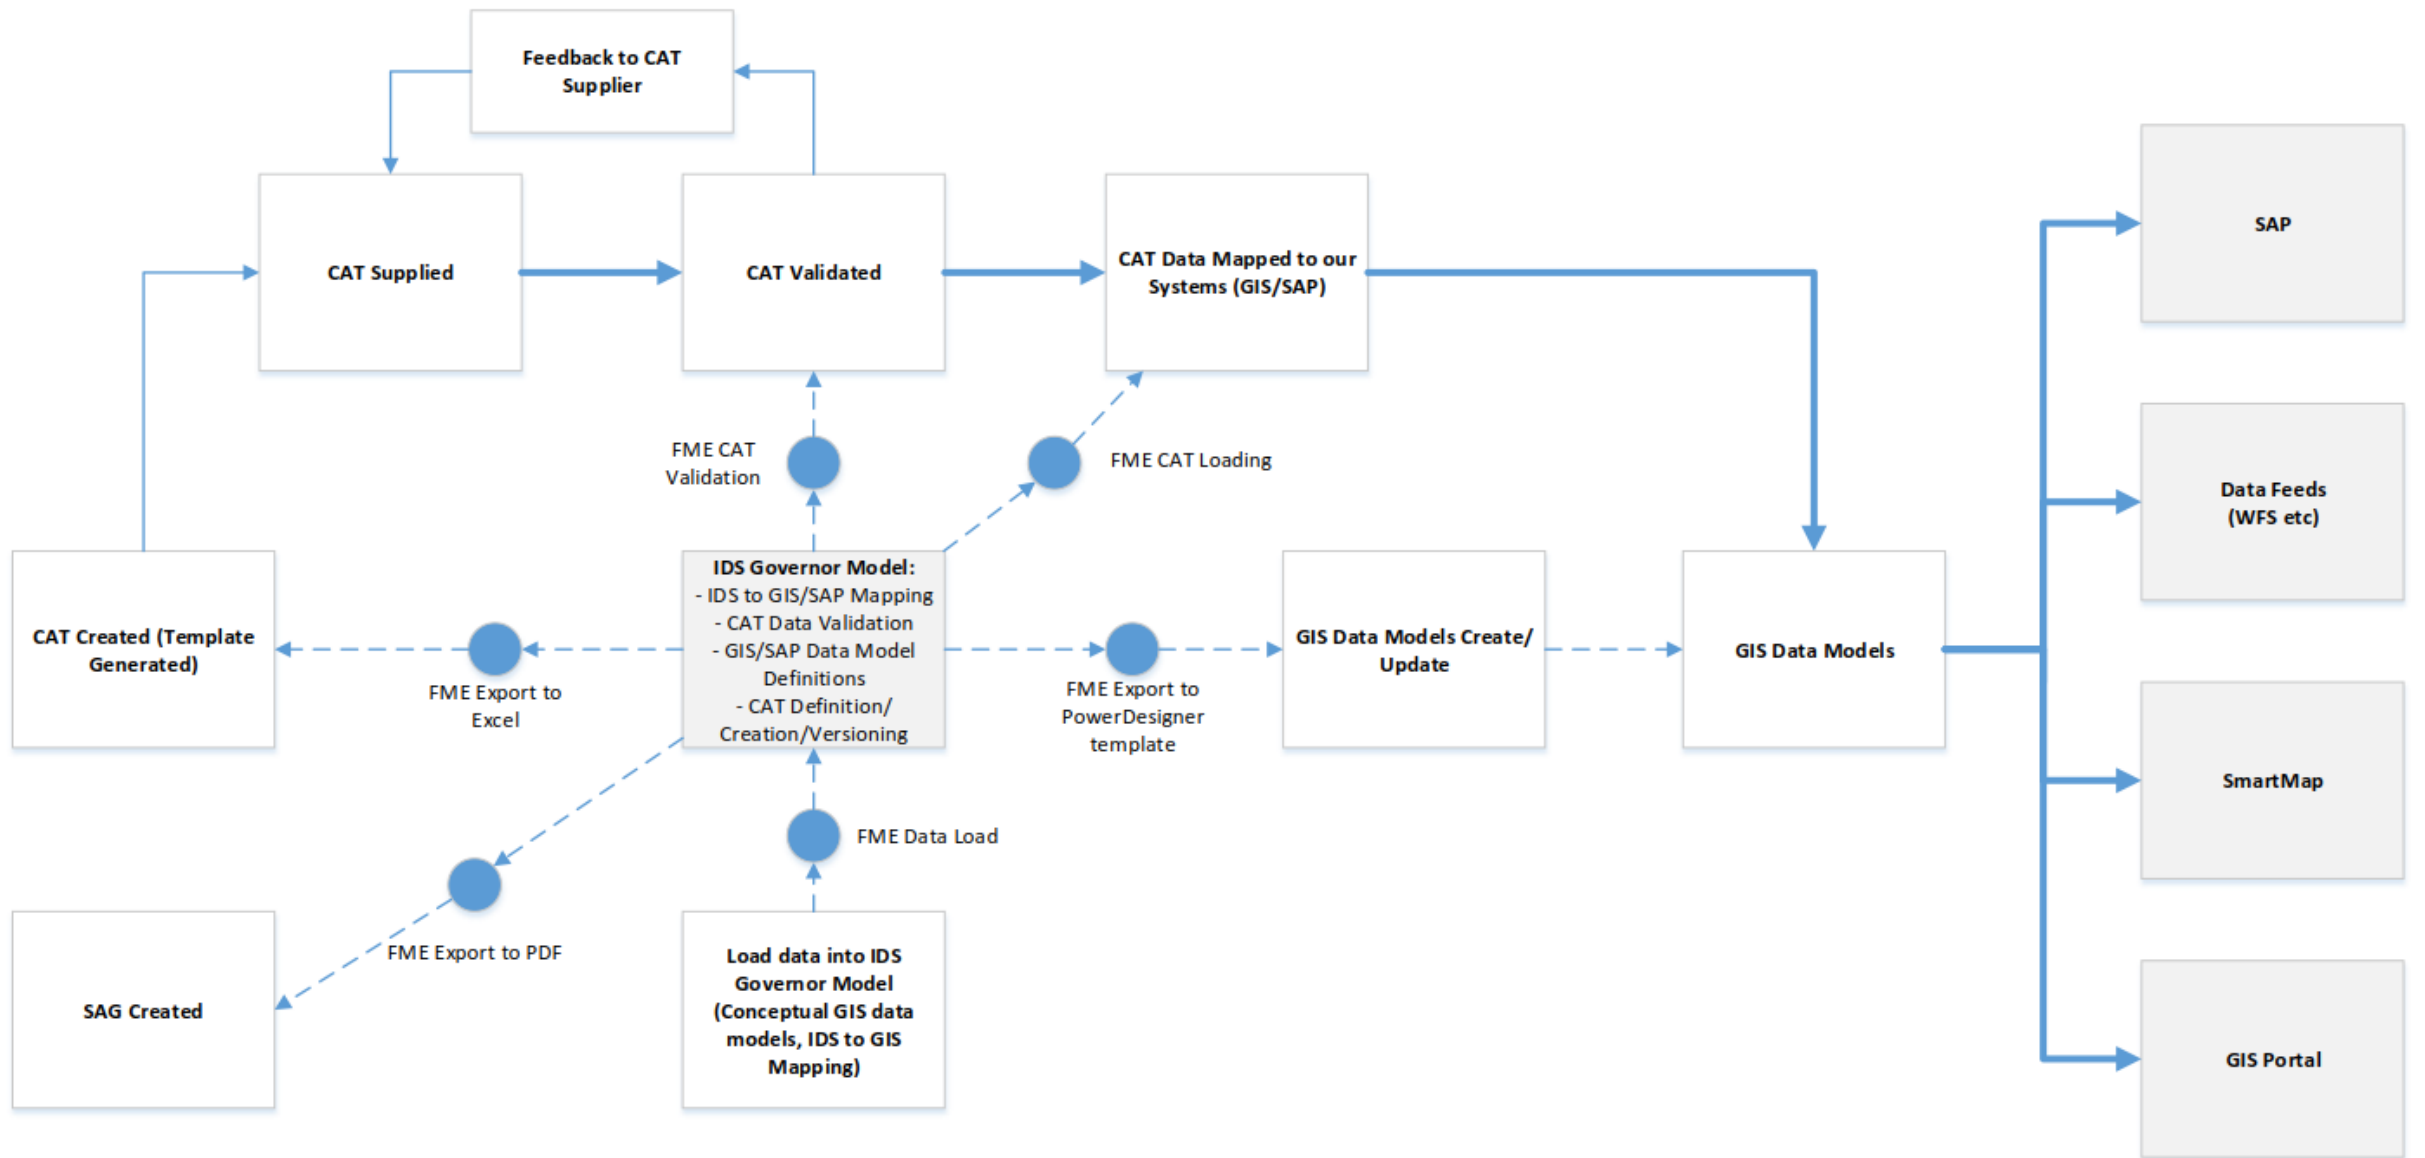 Feedback to CAT
Supplier
SAP
CAT Supplied
CAT Validated
CAT Data Mapped to our
Systems (GIS/SAP)
FME CAT
Validation
FME CAT Loading
Data Feeds
(WFS etc)
CAT Created (Template
Generated)
FME Export to
Excel
IDS Governor Model:
- IDS to GIS/SAP Mapping
- CAT Data Validation
- GIS/SAP Data Model
Definitions
- CAT Definition/
Creation/Versioning
FME Export to
PowerDesigner
template
GIS Data Models Create/
Update
GIS Data Models
SmartMap
FME Data Load
FME Export to PDF
SAG Created
Load data into IDS
Governor Model
(Conceptual GIS data
models, IDS to GIS
Mapping)
GIS Portal